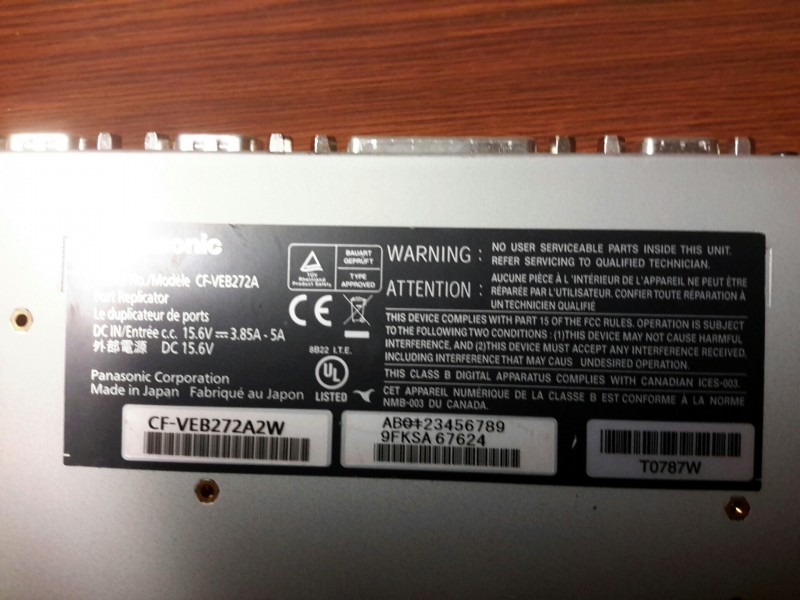 Panasonic
No./Modèle CF-VEB272A
Port Replicator
Le duplicateur de ports
DC IN/Entrée c.c. 15.6V⎓3.85A - 5A
外部電源 DC 15.6V
Panasonic Corporation
Made in Japan Fabriqué au Japon
TÜV
Rheinland
Product Safety
BAUART
GEPRÜFT
TYPE
APPROVED
CE
8B22 I.T.E.
UL
LISTED
WARNING : NO USER SERVICEABLE PARTS INSIDE THIS UNIT.
REFER SERVICING TO QUALIFIED TECHNICIAN.
ATTENTION : AUCUNE PIÈCE À L'INTÉRIEUR DE L'APPAREIL NE PEUT ÊTRE
RÉPARÉE PAR L'UTILISATEUR. CONFIER TOUTE RÉPARATION À
UN TECHNICIEN QUALIFIÉ
THIS DEVICE COMPLIES WITH PART 15 OF THE FCC RULES. OPERATION IS SUBJECT
TO THE FOLLOWING TWO CONDITIONS : (1)THIS DEVICE MAY NOT CAUSE HARMFUL
INTERFERENCE, AND (2)THIS DEVICE MUST ACCEPT ANY INTERFERENCE RECEIVED,
INCLUDING INTERFERENCE THAT MAY CAUS UNDESIRED OPERATION.
THIS CLASS B DIGITAL APPARATUS COMPLIES WITH CANADIAN ICES-003.
CET APPAREIL NUMÉRIQUE DE LA CLASSE B EST CONFORME À LA NORME
NMB-003 DU CANADA.
CF-VEB272A2W
AB0123456789
9FKSA 67624
T0787W